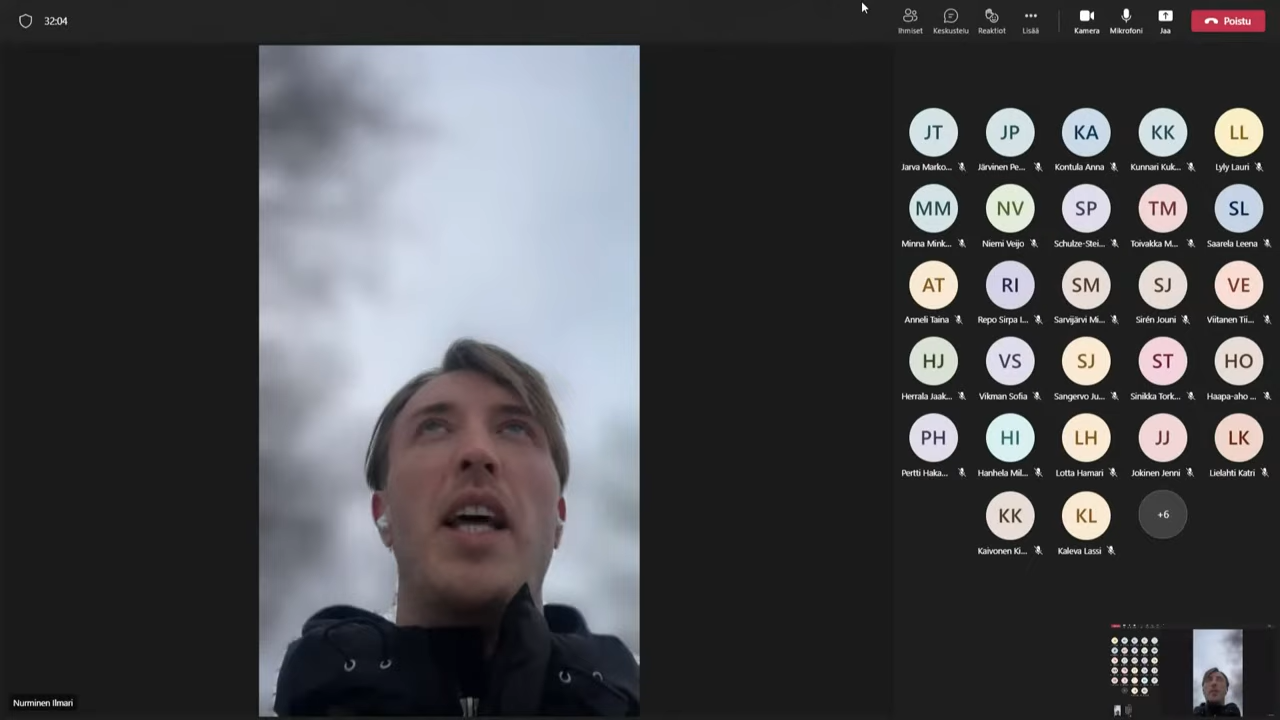 32:04
Ihmiset Keskustelu Reaktiot Lisää Kamera Mikrofoni Jaa Poistu
JT JP KA KK LL
Jarva Marko... Järvinen Pe... Kontula Anna Kunnari Kuk... Lyly Lauri
MM NV SP TM SL
Minna Mink... Niemi Veijo Schulze-Stei... Toivakka M... Saarela Leena
AT RI SM SJ VE
Anneli Taina Repo Sirpa I... Sarvijärvi Mi... Sirén Jouni Viitanen Tii...
HJ VS SJ ST HO
Herrala Jaak... Vikman Sofia Sangervo Ju... Sinikka Tork... Haapa-aho ...
PH HI LH JJ LK
Pertti Haka... Hanhela Mil... Lotta Hamari Jokinen Jenni Lielahti Katri
KK KL +6
Kaivonen Ki... Kaleva Lassi
Nurminen Ilmari